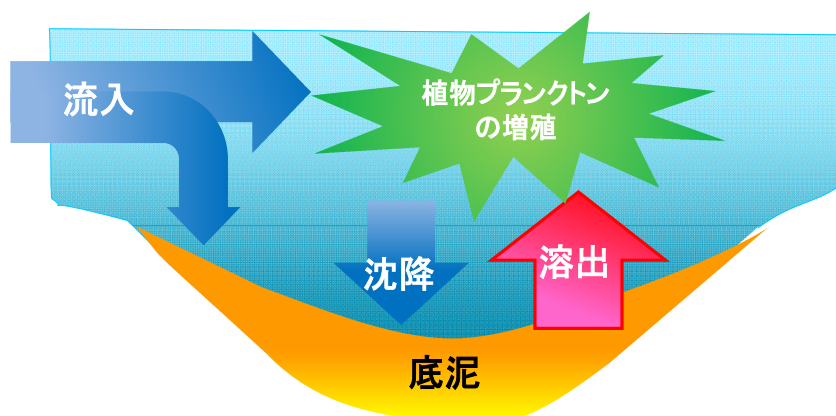 流入
植物プランクトン
の増殖
沈降
溶出
底泥